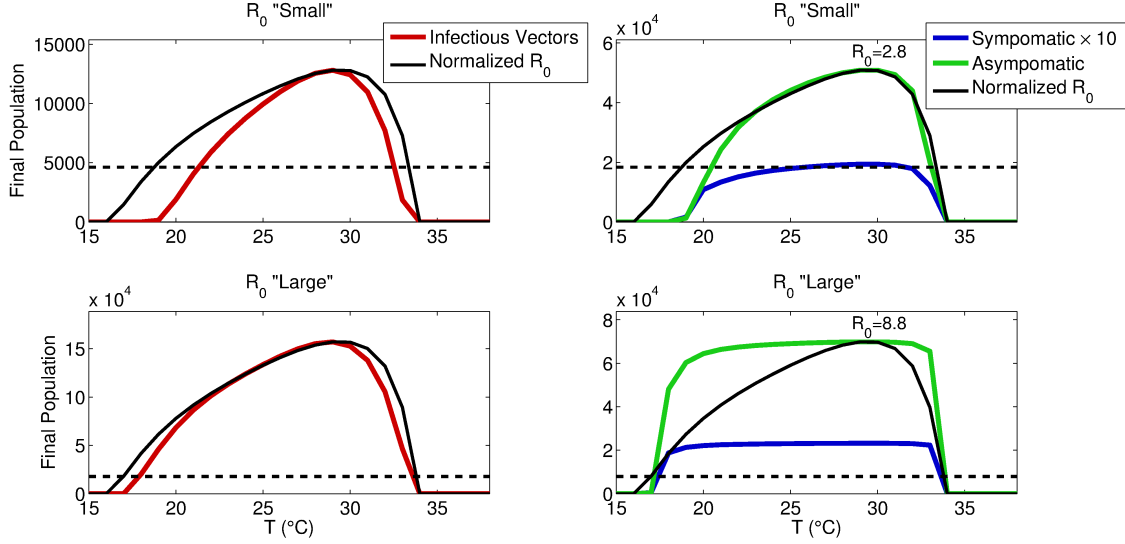 R0 "Small"
Infectious Vectors
Normalized R0
15000
10000
5000
0
Final Population
15 20 25 30 35
R0 "Small"
x 10^4
R0=2.8
Sympomatic × 10
Asympomatic
Normalized R0
6
4
2
0
15 20 25 30 35
R0 "Large"
x 10^4
15
10
5
0
Final Population
15 20 25 30 35
T (°C)
R0 "Large"
x 10^4
R0=8.8
8
6
4
2
0
15 20 25 30 35
T (°C)